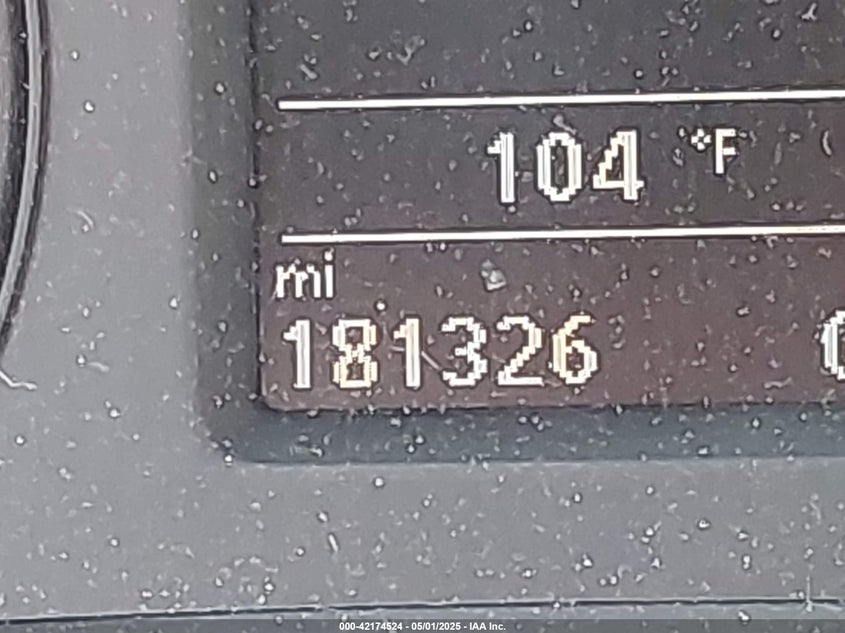 104 °F
mi
181326
000-42174524 - 05/01/2025 - IAA Inc.